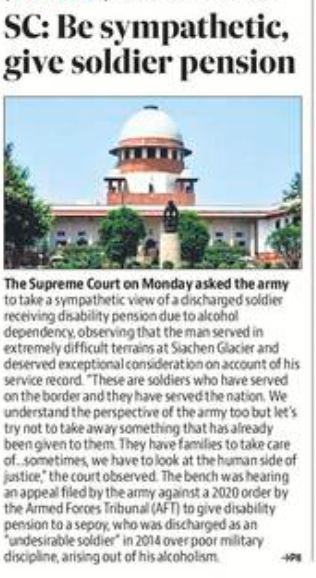 SC: Be sympathetic,
give soldier pension
The Supreme Court on Monday asked the army
to take a sympathetic view of a discharged soldier
receiving disability pension due to alcohol
dependency, observing that the man served in
extremely difficult terrains at Siachen Glacier and
deserved exceptional consideration on account of his
service record. "These are soldiers who have served
on the border and they have served the nation. We
understand the perspective of the army too but let's
try not to take away something that has already
been given to them. They have families to take care
of...sometimes, we have to look at the human side of
justice," the court observed. The bench was hearing
an appeal filed by the army against a 2020 order by
the Armed Forces Tribunal (AFT) to give disability
pension to a sepoy, who was discharged as an
"undesirable soldier" in 2014 over poor military
discipline, arising out of his alcoholism.